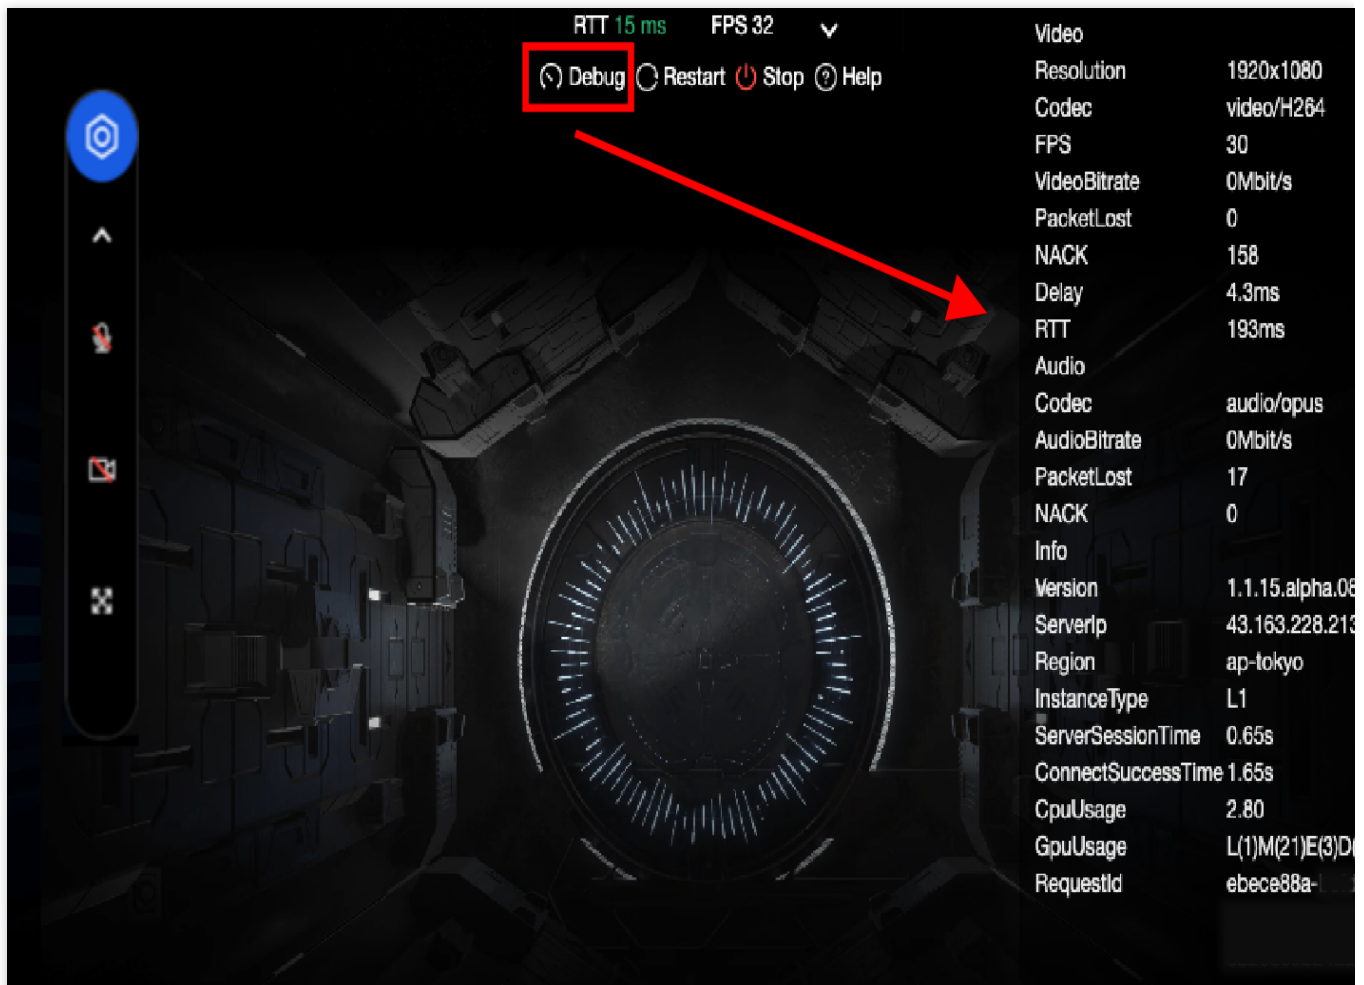 RTT 15 ms FPS 32
Debug Restart Stop Help
Video
Resolution 1920x1080
Codec video/H264
FPS 30
VideoBitrate 0Mbit/s
PacketLost 0
NACK 158
Delay 4.3ms
RTT 193ms
Audio
Codec audio/opus
AudioBitrate 0Mbit/s
PacketLost 17
NACK 0
Info
Version 1.1.15.alpha.08
ServerIp 43.163.228.213
Region ap-tokyo
InstanceType L1
ServerSessionTime 0.65s
ConnectSuccessTime 1.65s
CpuUsage 2.80
GpuUsage L(1)M(21)E(3)D(
RequestId ebece88a-